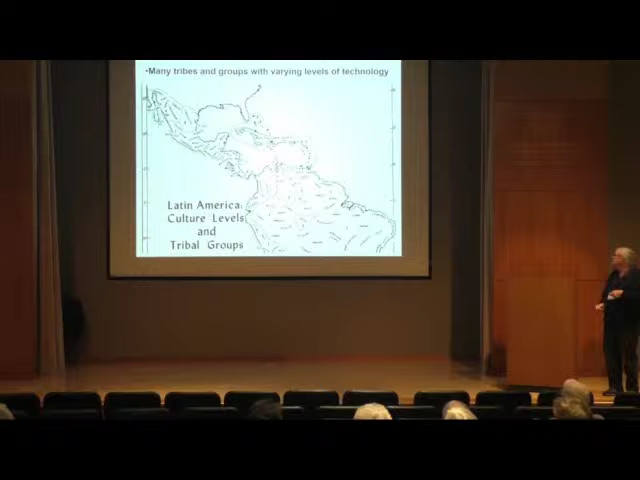 •Many tribes and groups with varying levels of technology
Latin America:
Culture Levels
and
Tribal Groups